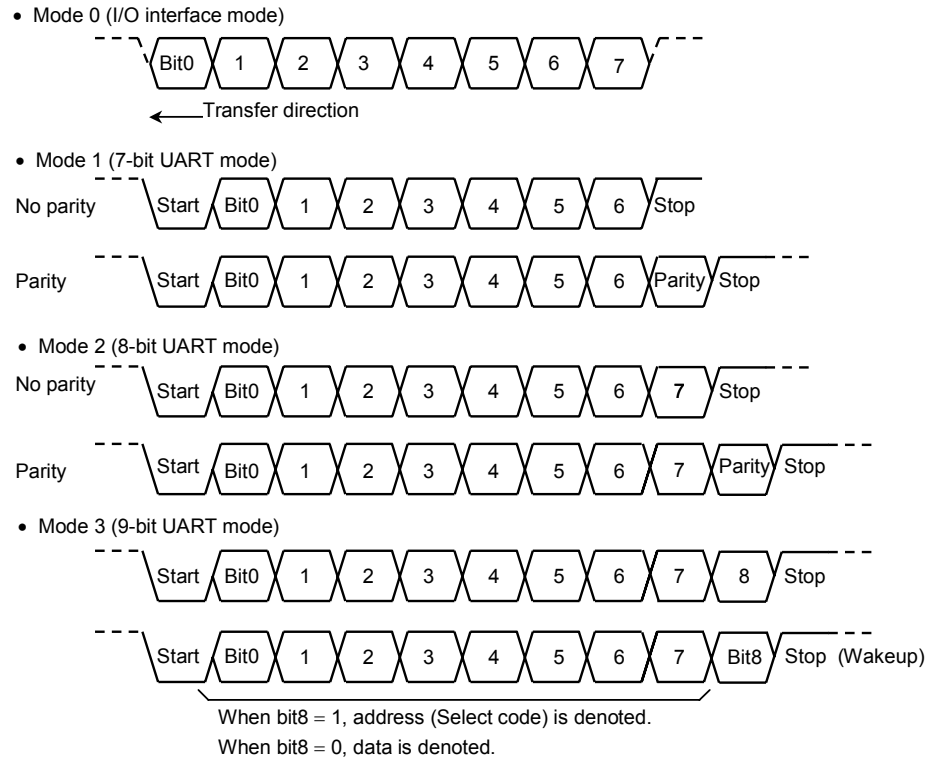 • Mode 0 (I/O interface mode)
Bit0 1 2 3 4 5 6 7
Transfer direction
• Mode 1 (7-bit UART mode)
No parity Start Bit0 1 2 3 4 5 6 Stop
Parity Start Bit0 1 2 3 4 5 6 Parity Stop
• Mode 2 (8-bit UART mode)
No parity Start Bit0 1 2 3 4 5 6 7 Stop
Parity Start Bit0 1 2 3 4 5 6 7 Parity Stop
• Mode 3 (9-bit UART mode)
Start Bit0 1 2 3 4 5 6 7 8 Stop
Start Bit0 1 2 3 4 5 6 7 Bit8 Stop (Wakeup)
When bit8 = 1, address (Select code) is denoted.
When bit8 = 0, data is denoted.